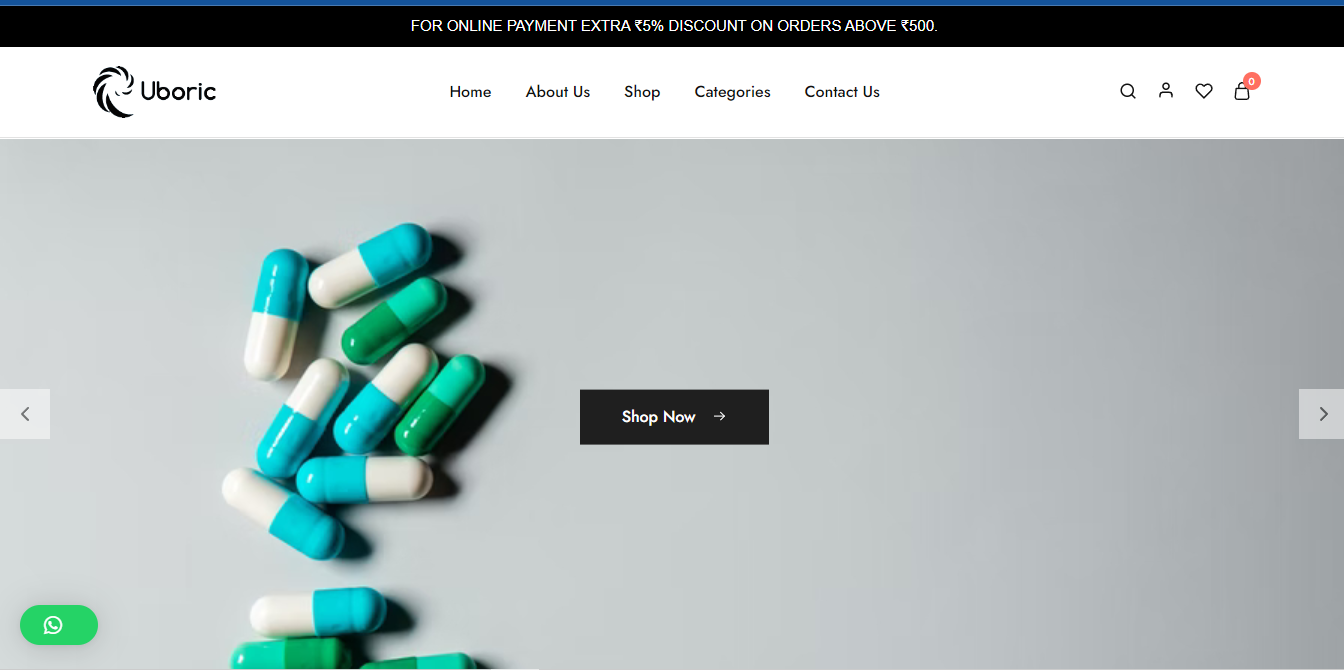 FOR ONLINE PAYMENT EXTRA ₹5% DISCOUNT ON ORDERS ABOVE ₹500.
Uboric
Home About Us Shop Categories Contact Us
0
Shop Now